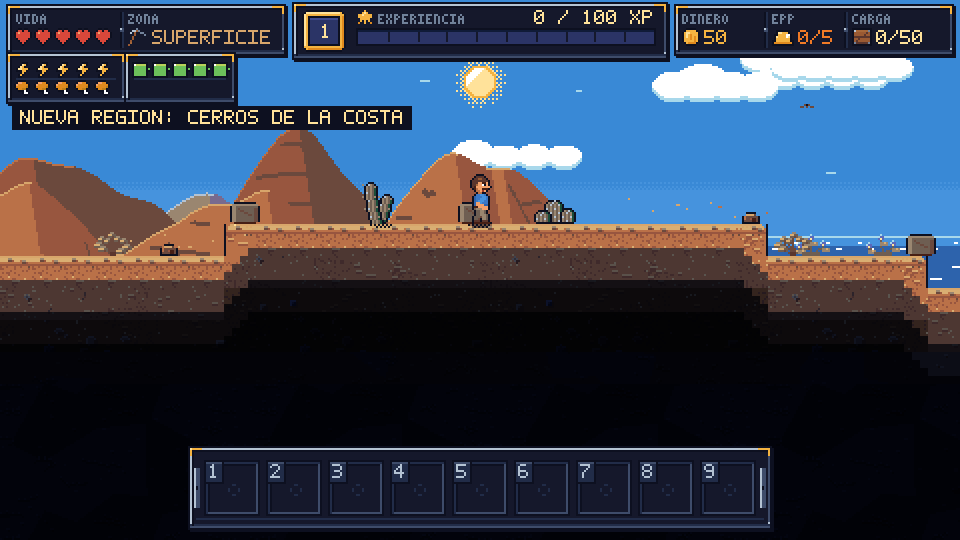 VIDA
ZONA
SUPERFICIE
1
EXPERIENCIA
0 / 100 XP
DINERO
50
EPP
0/5
CARGA
0/50
NUEVA REGION: CERROS DE LA COSTA
1 2 3 4 5 6 7 8 9